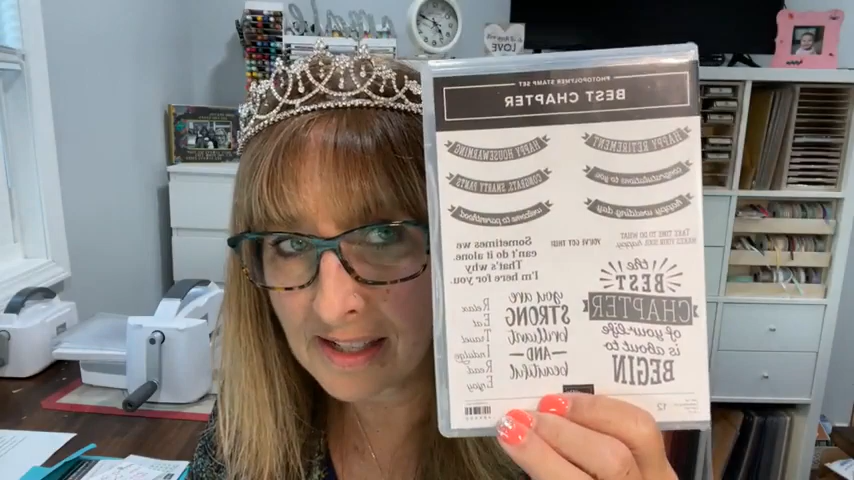 PHOTOPOLYMER STAMP SET
BEST CHAPTER
HAPPY HOUSEWARMING
HAPPY RETIREMENT
CONGRATS, SMARTY PANTS
congratulations to you
welcome to parenthood
happy wedding day
Sometimes we
can't do it alone.
That's why
I'm here for you.
YOU'VE GOT THIS!
TAKE TIME TO DO WHAT
MAKES YOUR SOUL happy
the
BEST
CHAPTER
of your life
is about to
BEGIN
you are
STRONG
brilliant
—AND—
beautiful
Relax
Eat
Travel
Indulge
Read
Enjoy
12
LOVE